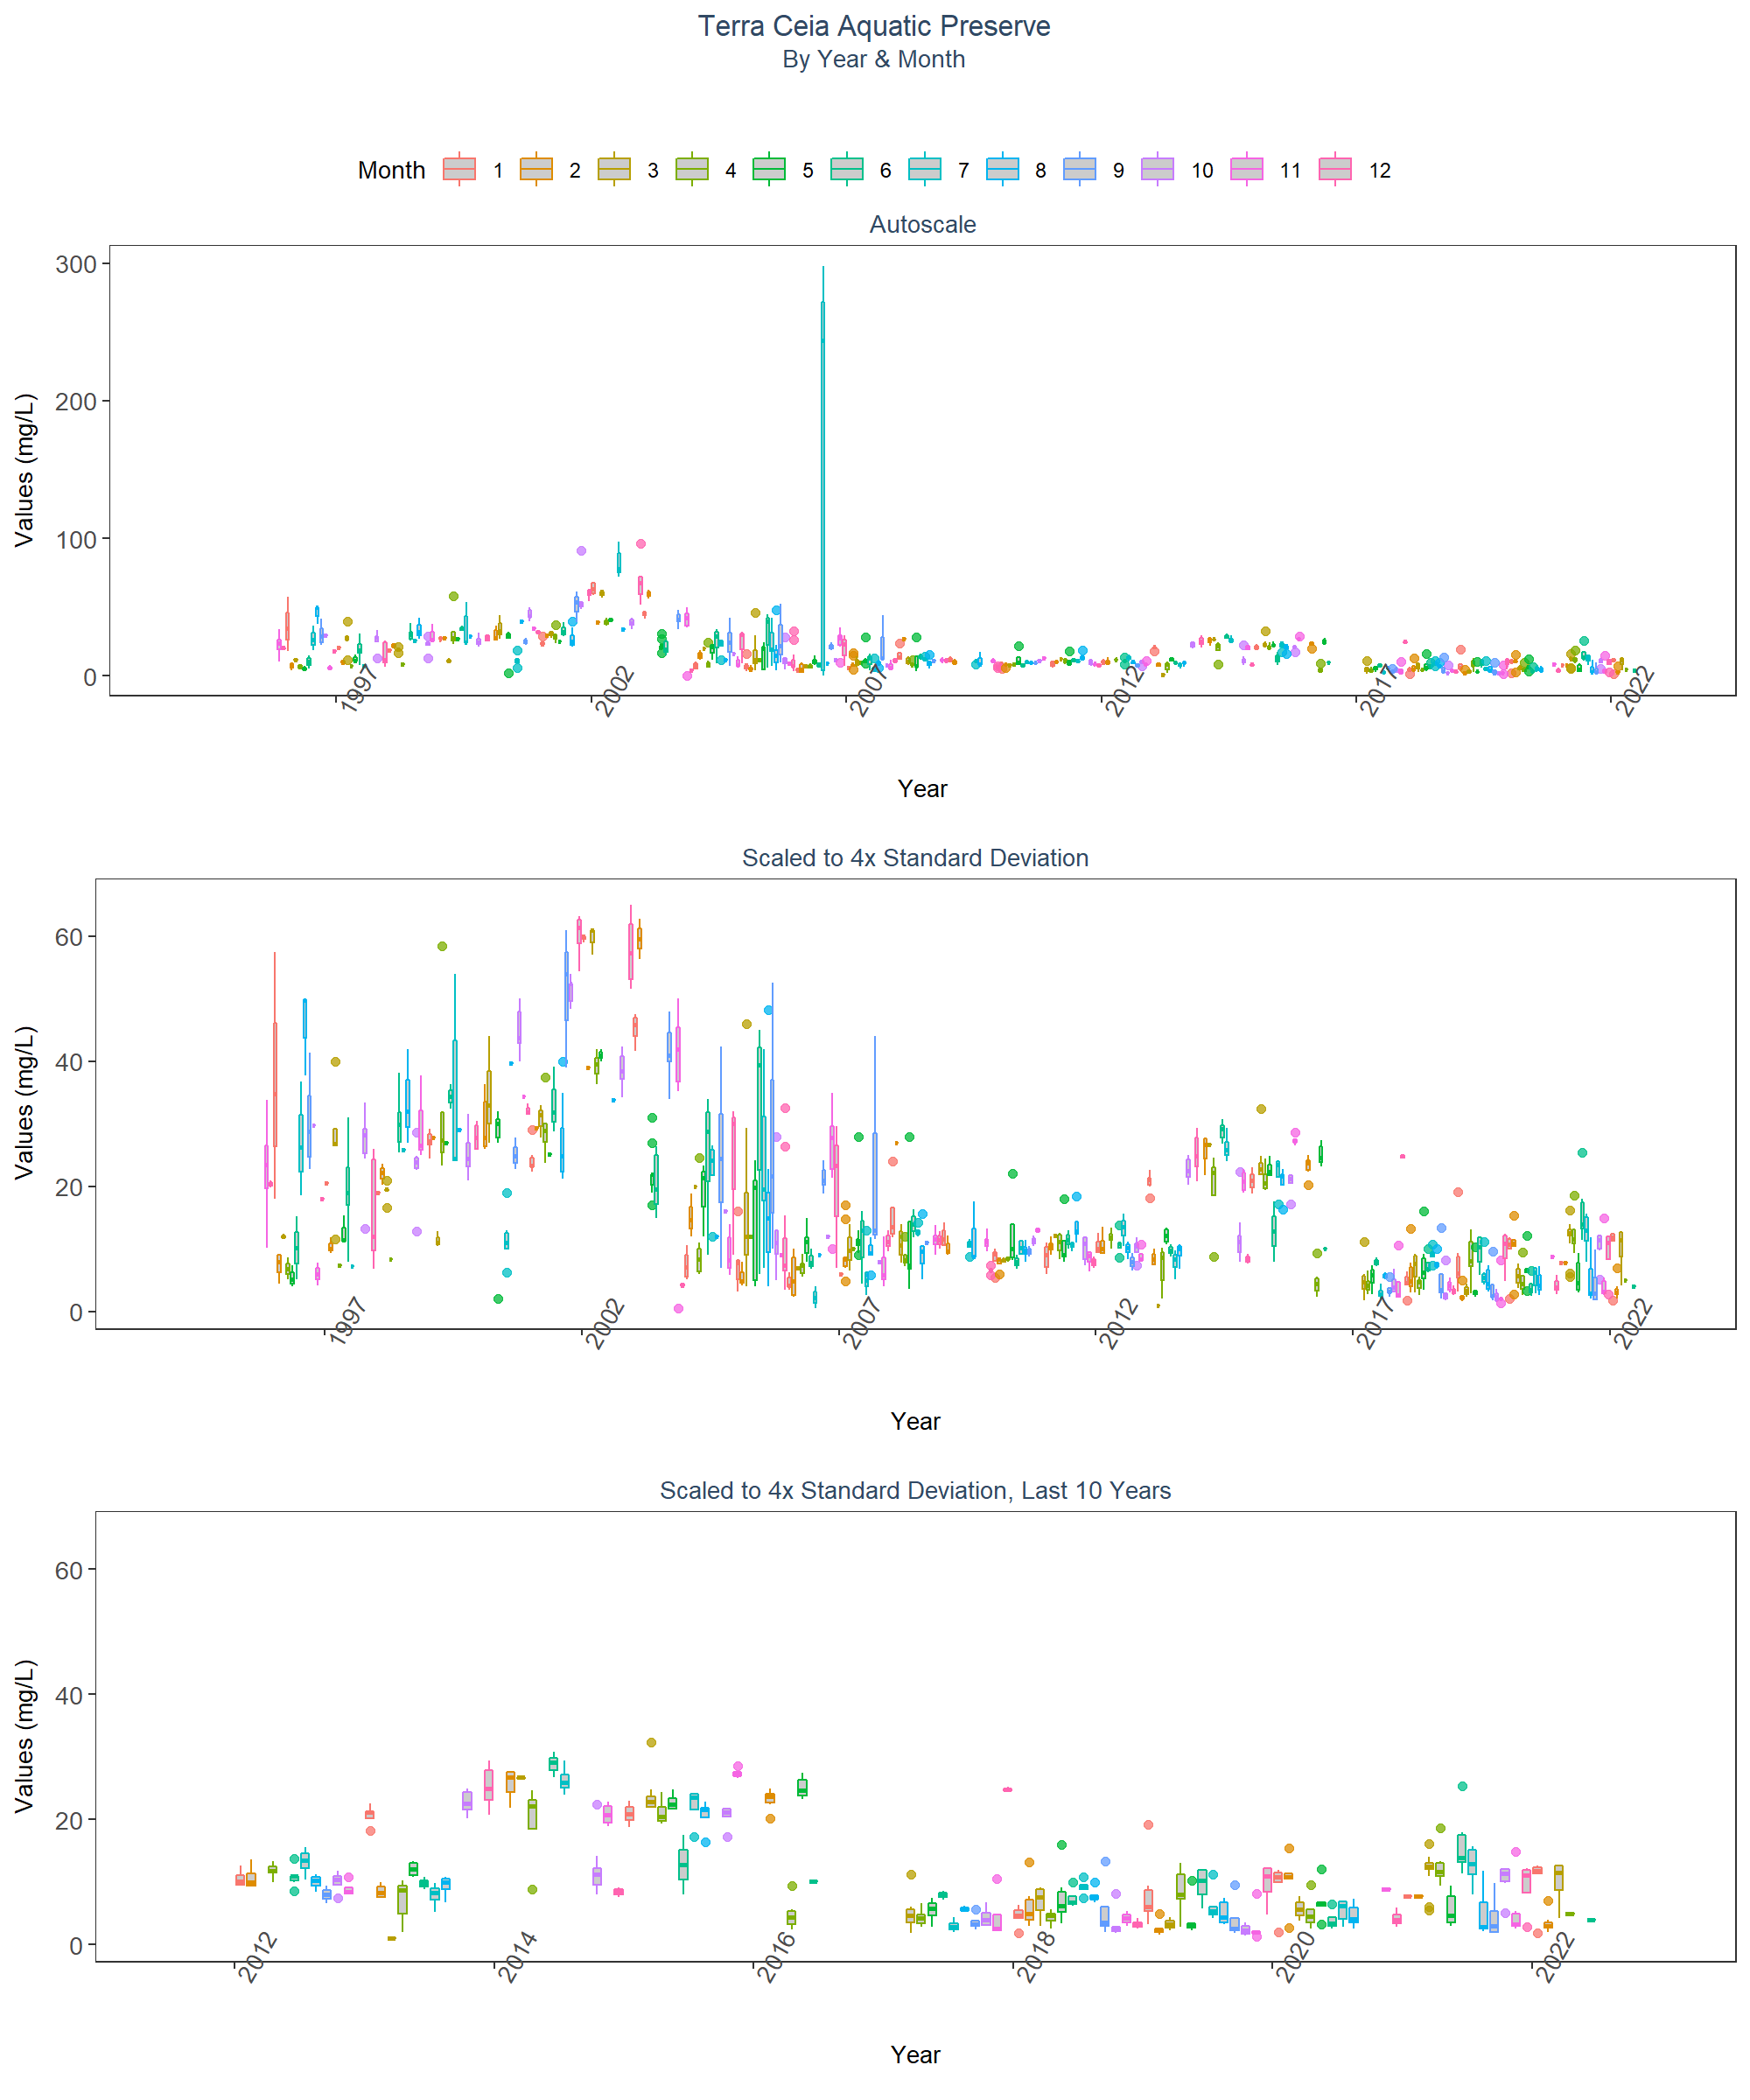 Terra Ceia Aquatic Preserve
By Year & Month
Month 1 2 3 4 5 6 7 8 9 10 11 12
Autoscale
Values (mg/L)
300
200
100
0
1997 2002 2007 2012 2017 2022
Year
Scaled to 4x Standard Deviation
Values (mg/L)
60
40
20
0
1997 2002 2007 2012 2017 2022
Year
Scaled to 4x Standard Deviation, Last 10 Years
Values (mg/L)
60
40
20
0
2012 2014 2016 2018 2020 2022
Year